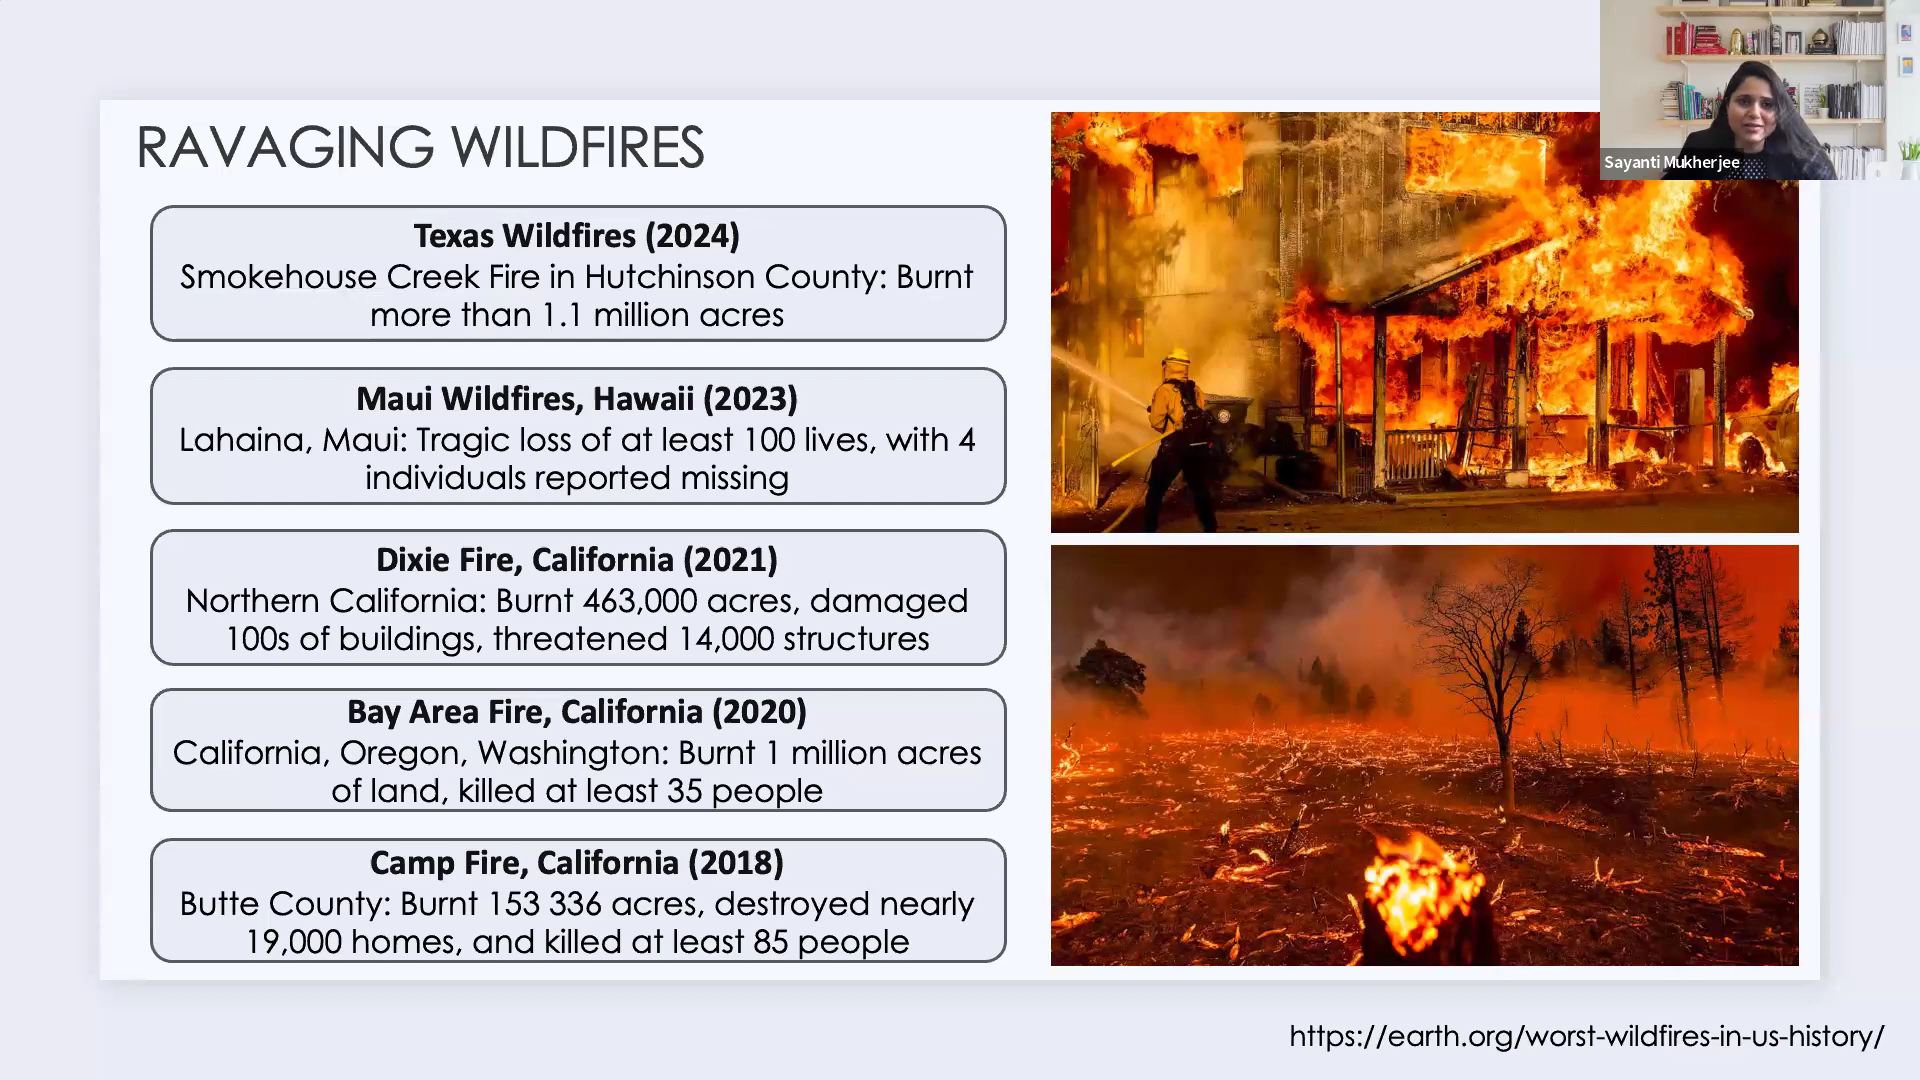 RAVAGING WILDFIRES
Texas Wildfires (2024)
Smokehouse Creek Fire in Hutchinson County: Burnt
more than 1.1 million acres
Maui Wildfires, Hawaii (2023)
Lahaina, Maui: Tragic loss of at least 100 lives, with 4
individuals reported missing
Dixie Fire, California (2021)
Northern California: Burnt 463,000 acres, damaged
100s of buildings, threatened 14,000 structures
Bay Area Fire, California (2020)
California, Oregon, Washington: Burnt 1 million acres
of land, killed at least 35 people
Camp Fire, California (2018)
Butte County: Burnt 153 336 acres, destroyed nearly
19,000 homes, and killed at least 85 people
Sayanti Mukherjee
https://earth.org/worst-wildfires-in-us-history/